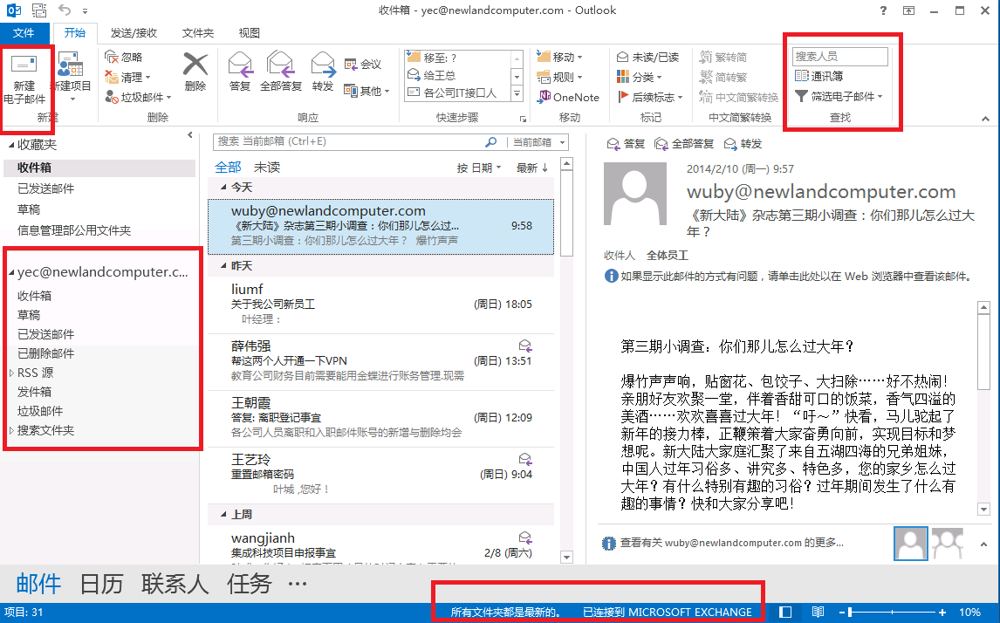 收件箱 - yec@newlandcomputer.com - Outlook
文件 开始 发送/接收 文件夹 视图
新建
电子邮件
新建项目
新建
忽略
清理
垃圾邮件
删除
删除
答复 全部答复 转发
会议
其他
响应
移至: ?
给王总
各公司IT接口人
快速步骤
移动
规则
OneNote
移动
未读/已读
分类
后续标志
标记
繁转简
简转繁
中文简繁转换
中文简繁转换
搜索人员
通讯簿
筛选电子邮件
查找
收藏夹
收件箱
已发送邮件
草稿
信息管理部公用文件夹
yec@newlandcomputer.c...
收件箱
草稿
已发送邮件
已删除邮件
RSS 源
发件箱
垃圾邮件
搜索文件夹
搜索 当前邮箱 (Ctrl+E)
当前邮箱
全部 未读 按 日期 最新 ↓
今天
wuby@newlandcomputer.com
《新大陆》杂志第三期小调查：你们那儿怎么过... 9:58
第三期小调查：你们那儿怎么过大年？ 爆竹声声
昨天
liumf
关于我公司新员工 (周日) 18:05
叶经理：
薛伟强
帮这两个人开通一下VPN (周日) 13:51
教育公司财务目前需要能用金蝶进行账务管理.现需
王朝霞
答复: 离职登记事宜 (周日) 12:09
各公司人员离职和入职邮件账号的新增与删除均会
王艺玲
重置邮箱密码 (周日) 9:04
叶城 ,您好！
上周
wangjianh
集成科技项目申报事宜 2/8 (周六)
答复 全部答复 转发
2014/2/10 (周一) 9:57
wuby@newlandcomputer.com
《新大陆》杂志第三期小调查：你们那儿怎么过大
年？
收件人 全体员工
如果显示此邮件的方式有问题，请单击此处以在 Web 浏览器中查看该邮件。
第三期小调查：你们那儿怎么过大年？
爆竹声声响，贴窗花、包饺子、大扫除……好不热闹！
亲朋好友欢聚一堂，伴着香甜可口的饭菜，香气四溢的
美酒……欢欢喜喜过大年！“吁～”快看，马儿驼起了
新年的接力棒，正鞭策着大家奋勇向前，实现目标和梦
想呢。新大陆大家庭汇聚了来自五湖四海的兄弟姐妹，
中国人过年习俗多、讲究多、特色多，您的家乡怎么过
大年？有什么特别有趣的习俗？过年期间发生了什么有
趣的事情？快和大家分享吧！
查看有关 wuby@newlandcomputer.com 的更多...
邮件 日历 联系人 任务 ···
项目: 31 所有文件夹都是最新的。 已连接到 MICROSOFT EXCHANGE 10%